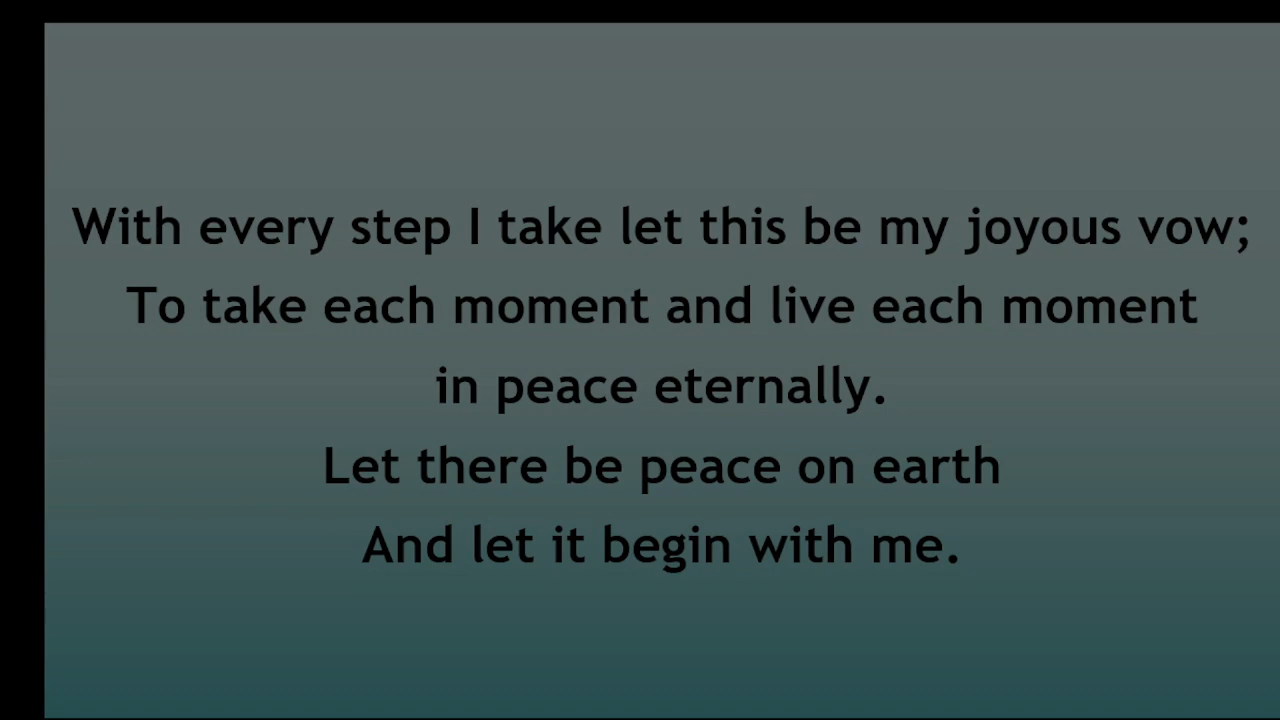 With every step I take let this be my joyous vow;
To take each moment and live each moment
in peace eternally.
Let there be peace on earth
And let it begin with me.